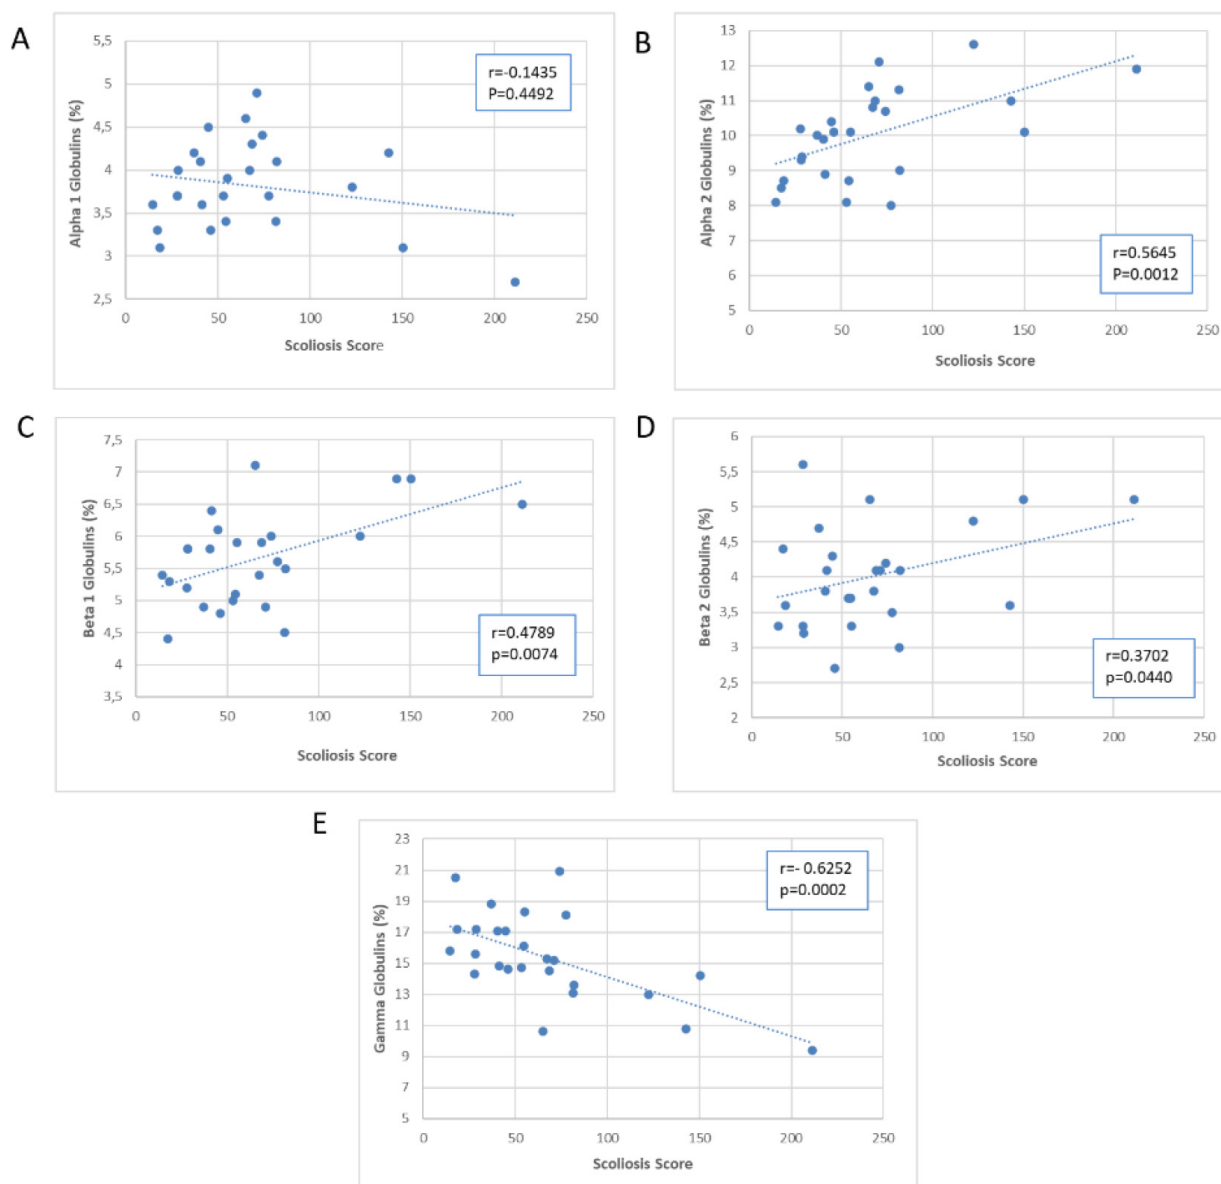 A
5,5
5
4,5
4
3,5
3
2,5
Alpha 1 Globulins (%)
r=-0.1435
P=0.4492
0 50 100 150 200 250
Scoliosis Score
B
13
12
11
10
9
8
7
6
5
Alpha 2 Globulins (%)
r=0.5645
P=0.0012
0 50 100 150 200 250
Scoliosis Score
C
7,5
7
6,5
6
5,5
5
4,5
4
3,5
Beta 1 Globulins (%)
r=0.4789
p=0.0074
0 50 100 150 200 250
Scoliosis Score
D
6
5,5
5
4,5
4
3,5
3
2,5
2
Beta 2 Globulins (%)
r=0.3702
p=0.0440
0 50 100 150 200 250
Scoliosis Score
E
23
21
19
17
15
13
11
9
7
5
Gamma Globulins (%)
r=- 0.6252
p=0.0002
0 50 100 150 200 250
Scoliosis Score